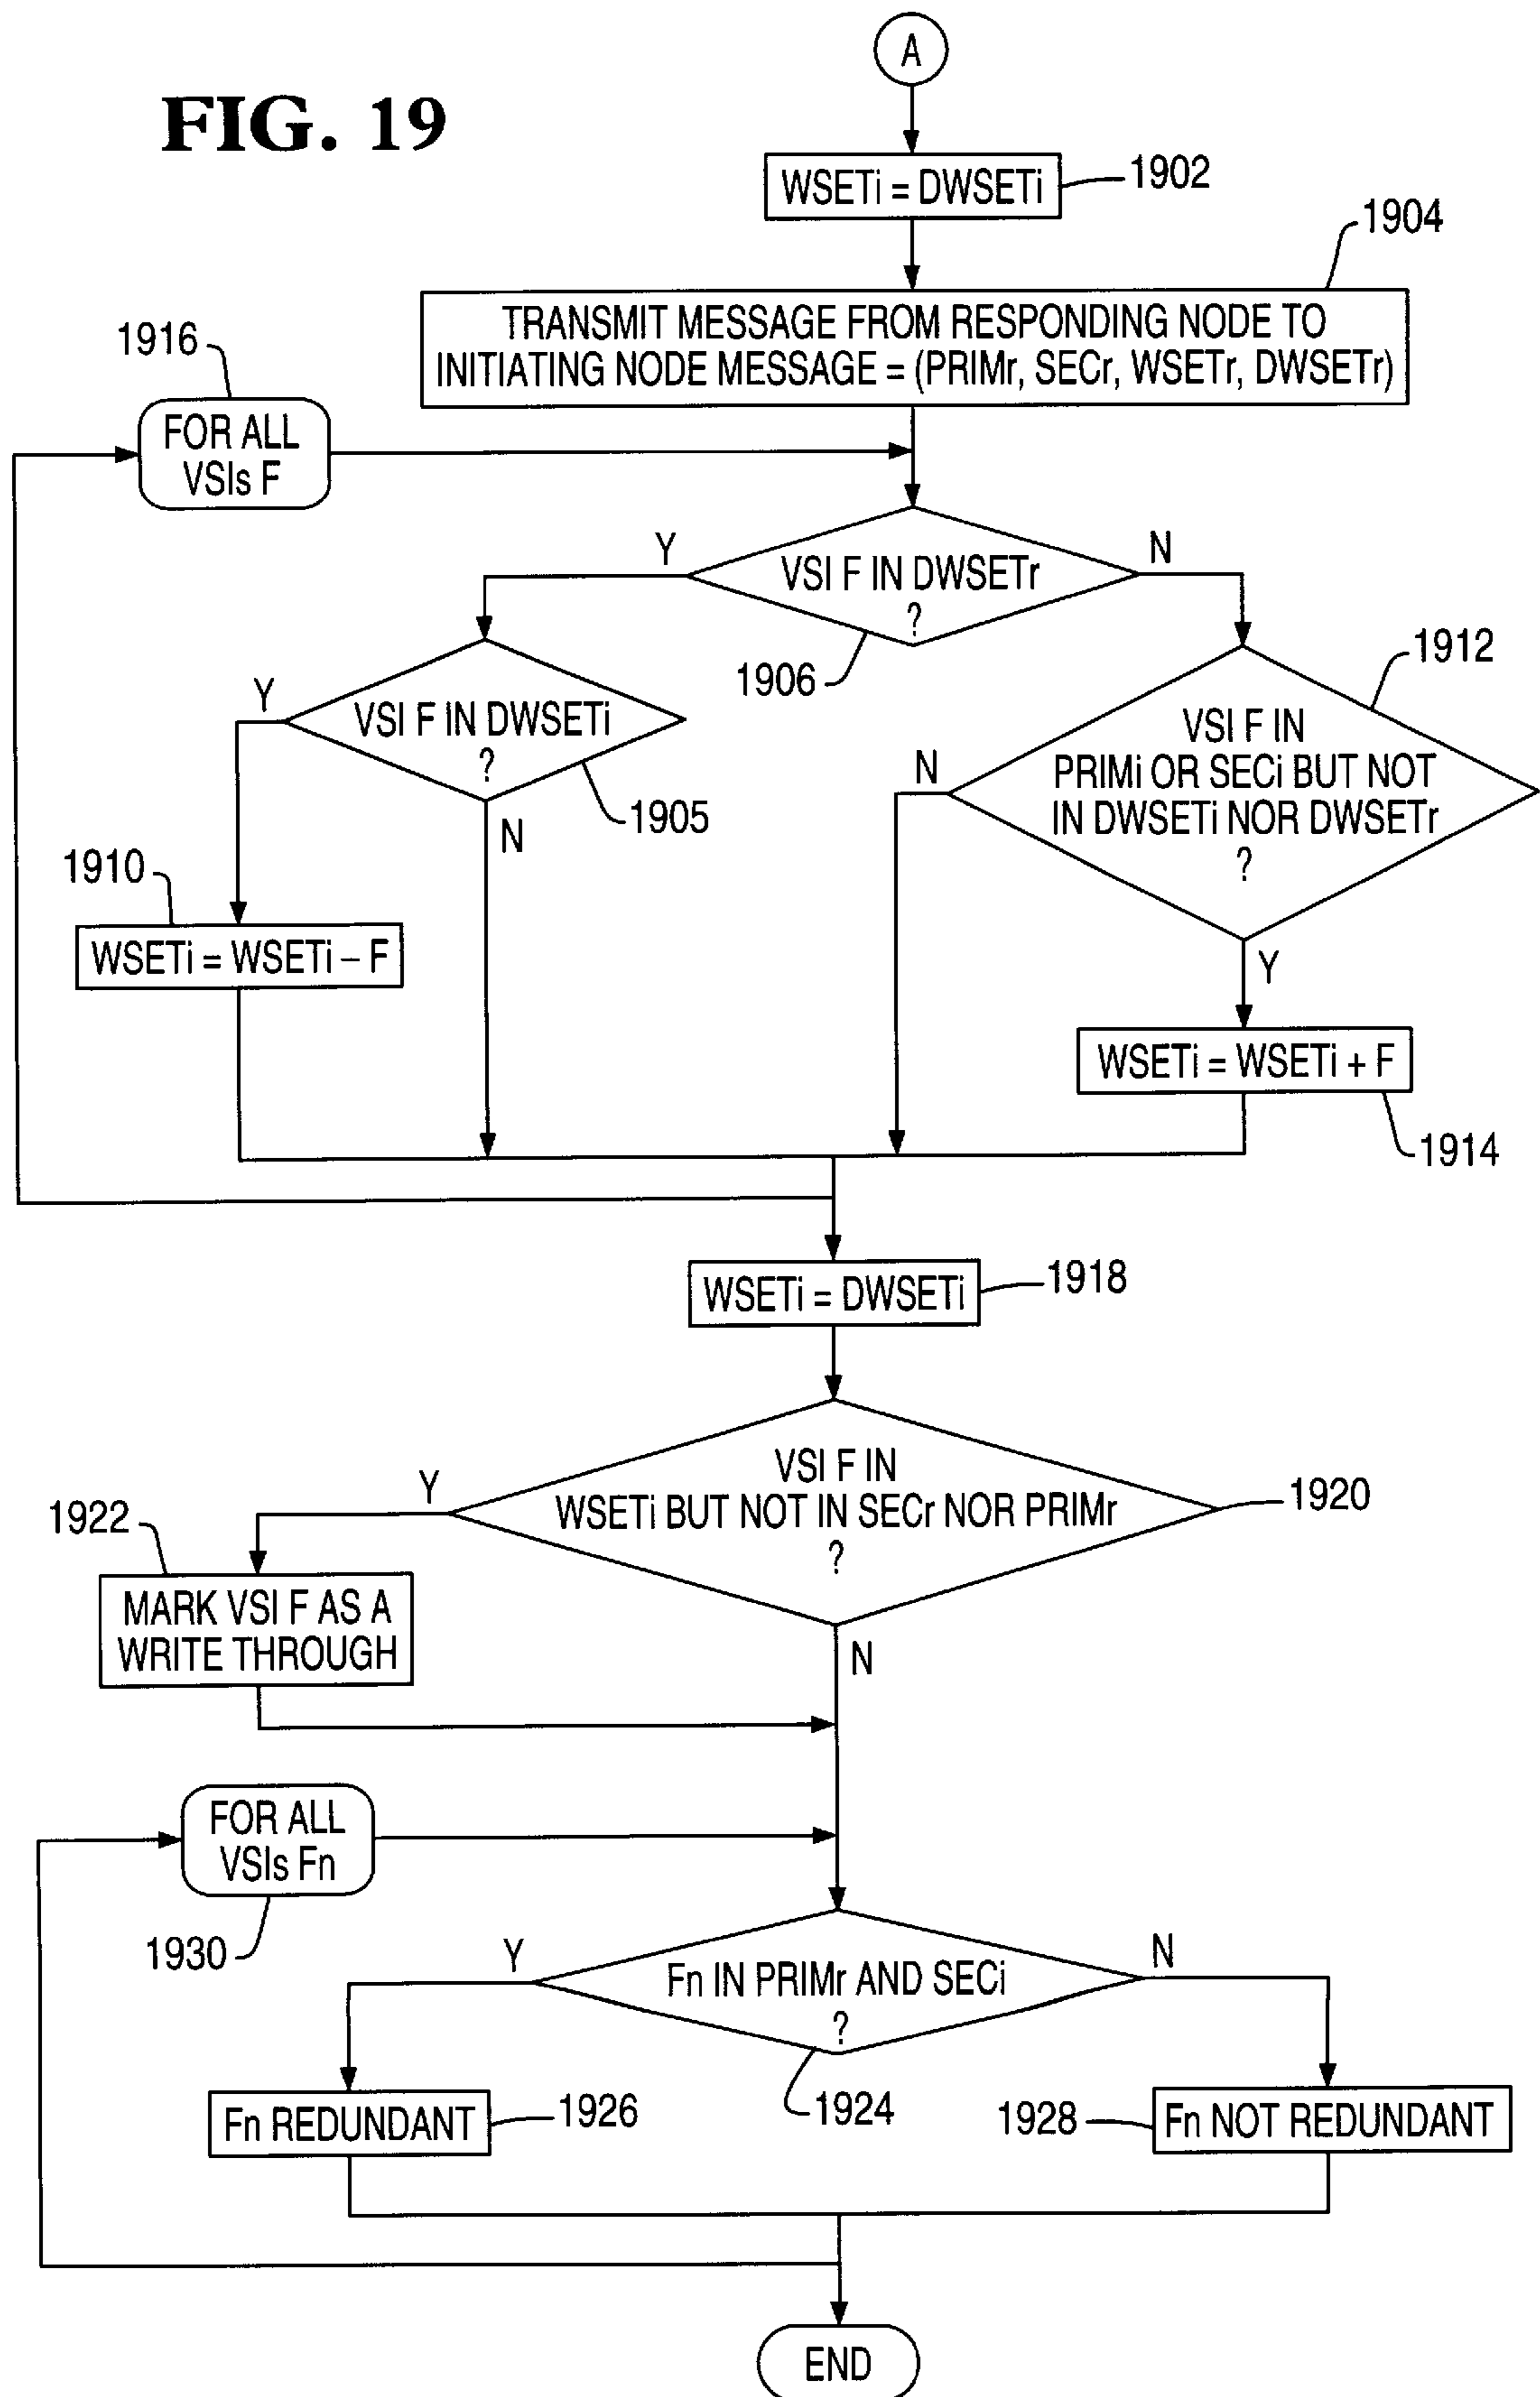 A
FIG. 19
WSETi = DWSETi
1902
1904
TRANSMIT MESSAGE FROM RESPONDING NODE TO
INITIATING NODE MESSAGE = (PRIMr, SECr, WSETr, DWSETr)
1916
FOR ALL
VSIs F
Y
N
VSI F IN DWSETr
?
1906
1912
Y
VSI F IN DWSETi
?
1905
N
N
VSI F IN
PRIMi OR SECi BUT NOT
IN DWSETi NOR DWSETr
?
Y
1910
WSETi = WSETi – F
WSETi = WSETi + F
1914
WSETi = DWSETi
1918
Y
VSI F IN
WSETi BUT NOT IN SECr NOR PRIMr
?
1920
1922
MARK VSI F AS A
WRITE THROUGH
N
FOR ALL
VSIs Fn
1930
Y
N
Fn IN PRIMr AND SECi
?
1924
Fn REDUNDANT
1926
1928
Fn NOT REDUNDANT
END